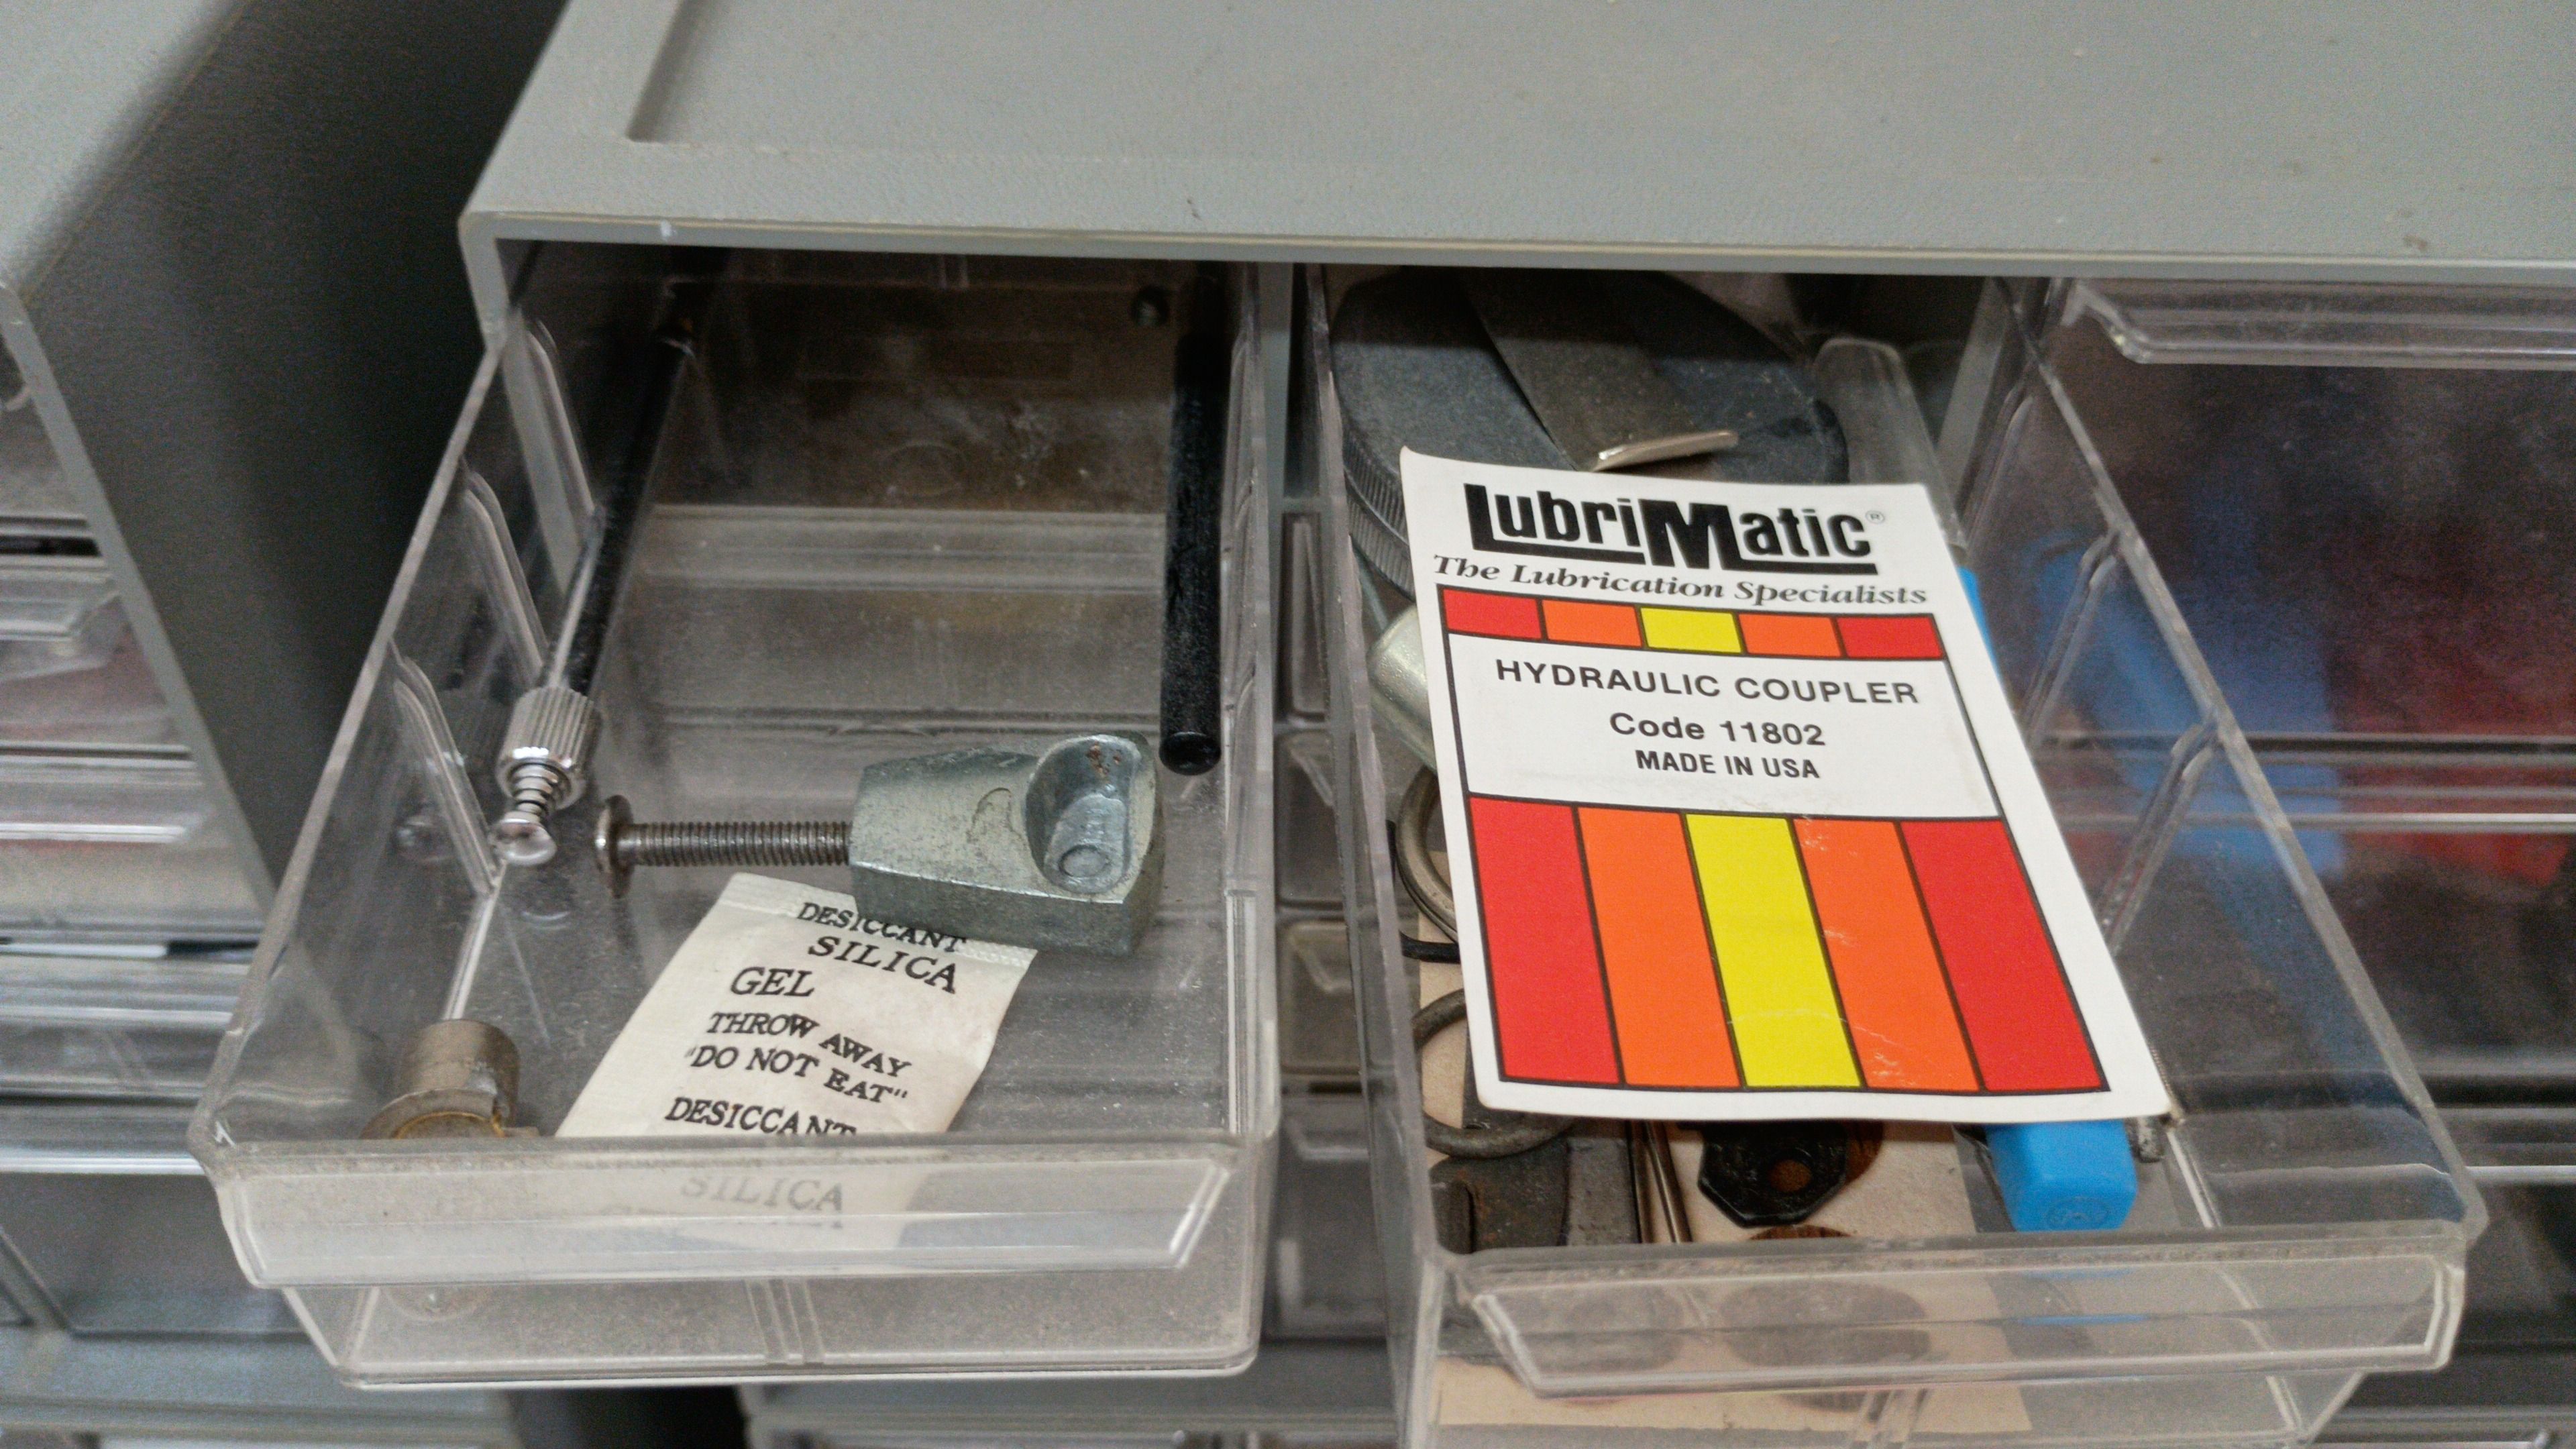 DESICCANT
SILICA
GEL
THROW AWAY
"DO NOT EAT"
DESICCANT
SILICA
LubriMatic®
The Lubrication Specialists
HYDRAULIC COUPLER
Code 11802
MADE IN USA